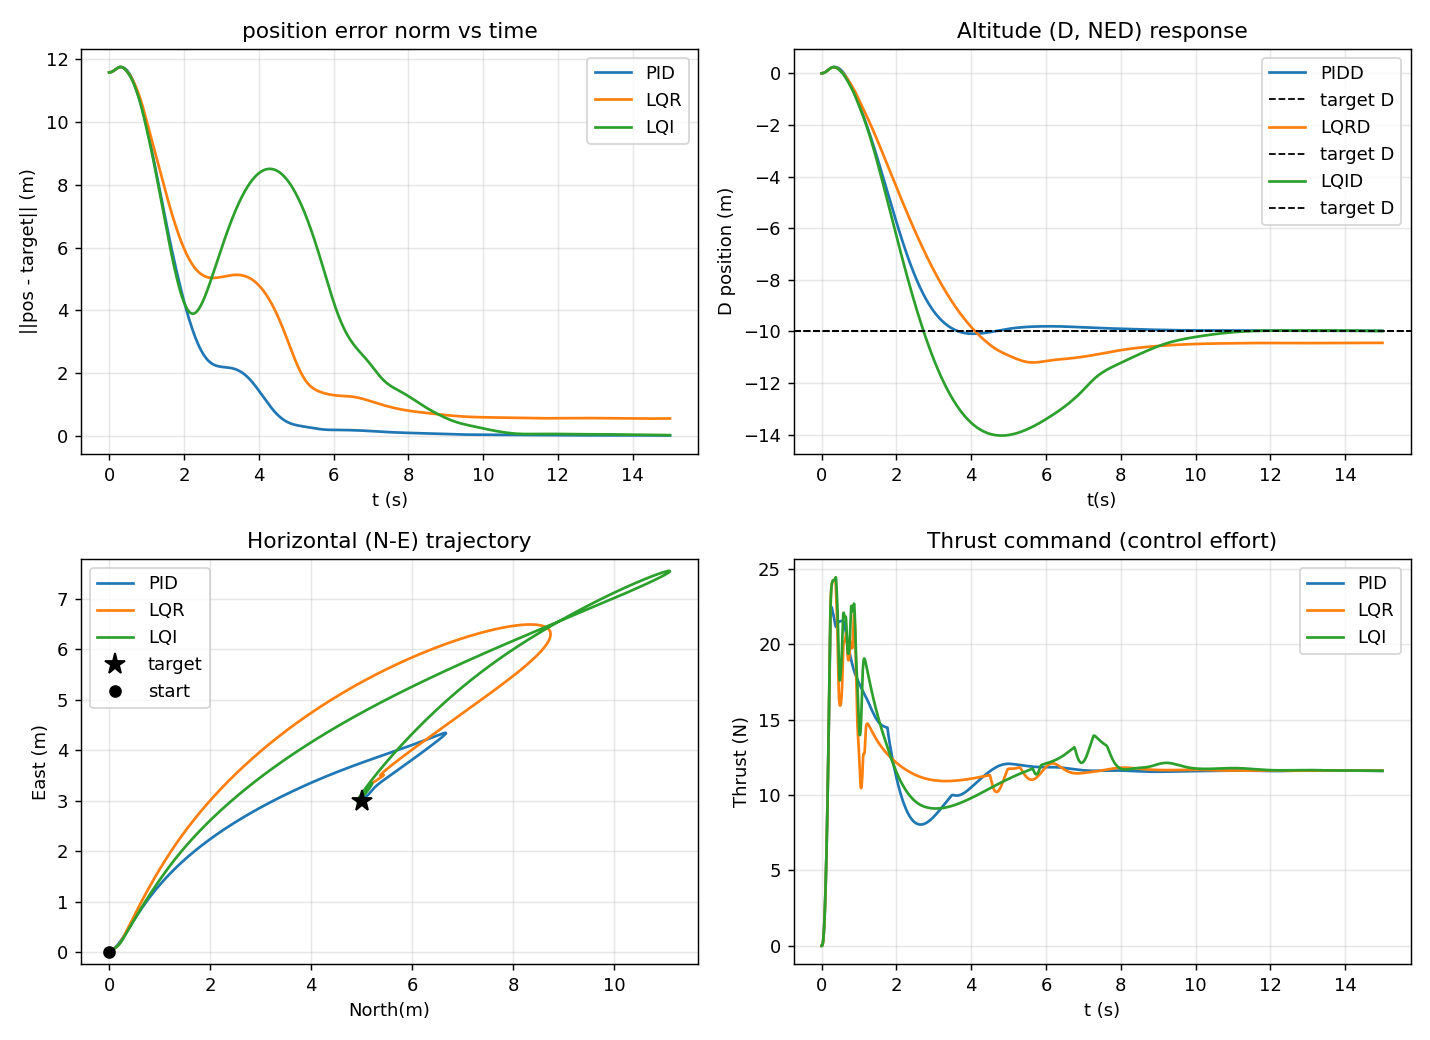 position error norm vs time
||pos - target|| (m)
12
10
8
6
4
2
0
PID
LQR
LQI
0 2 4 6 8 10 12 14
t (s)
Altitude (D, NED) response
D position (m)
0
−2
−4
−6
−8
−10
−12
−14
PIDD
target D
LQRD
target D
LQID
target D
0 2 4 6 8 10 12 14
t(s)
Horizontal (N-E) trajectory
East (m)
7
6
5
4
3
2
1
0
PID
LQR
LQI
target
start
0 2 4 6 8 10
North(m)
Thrust command (control effort)
Thrust (N)
25
20
15
10
5
0
PID
LQR
LQI
0 2 4 6 8 10 12 14
t (s)